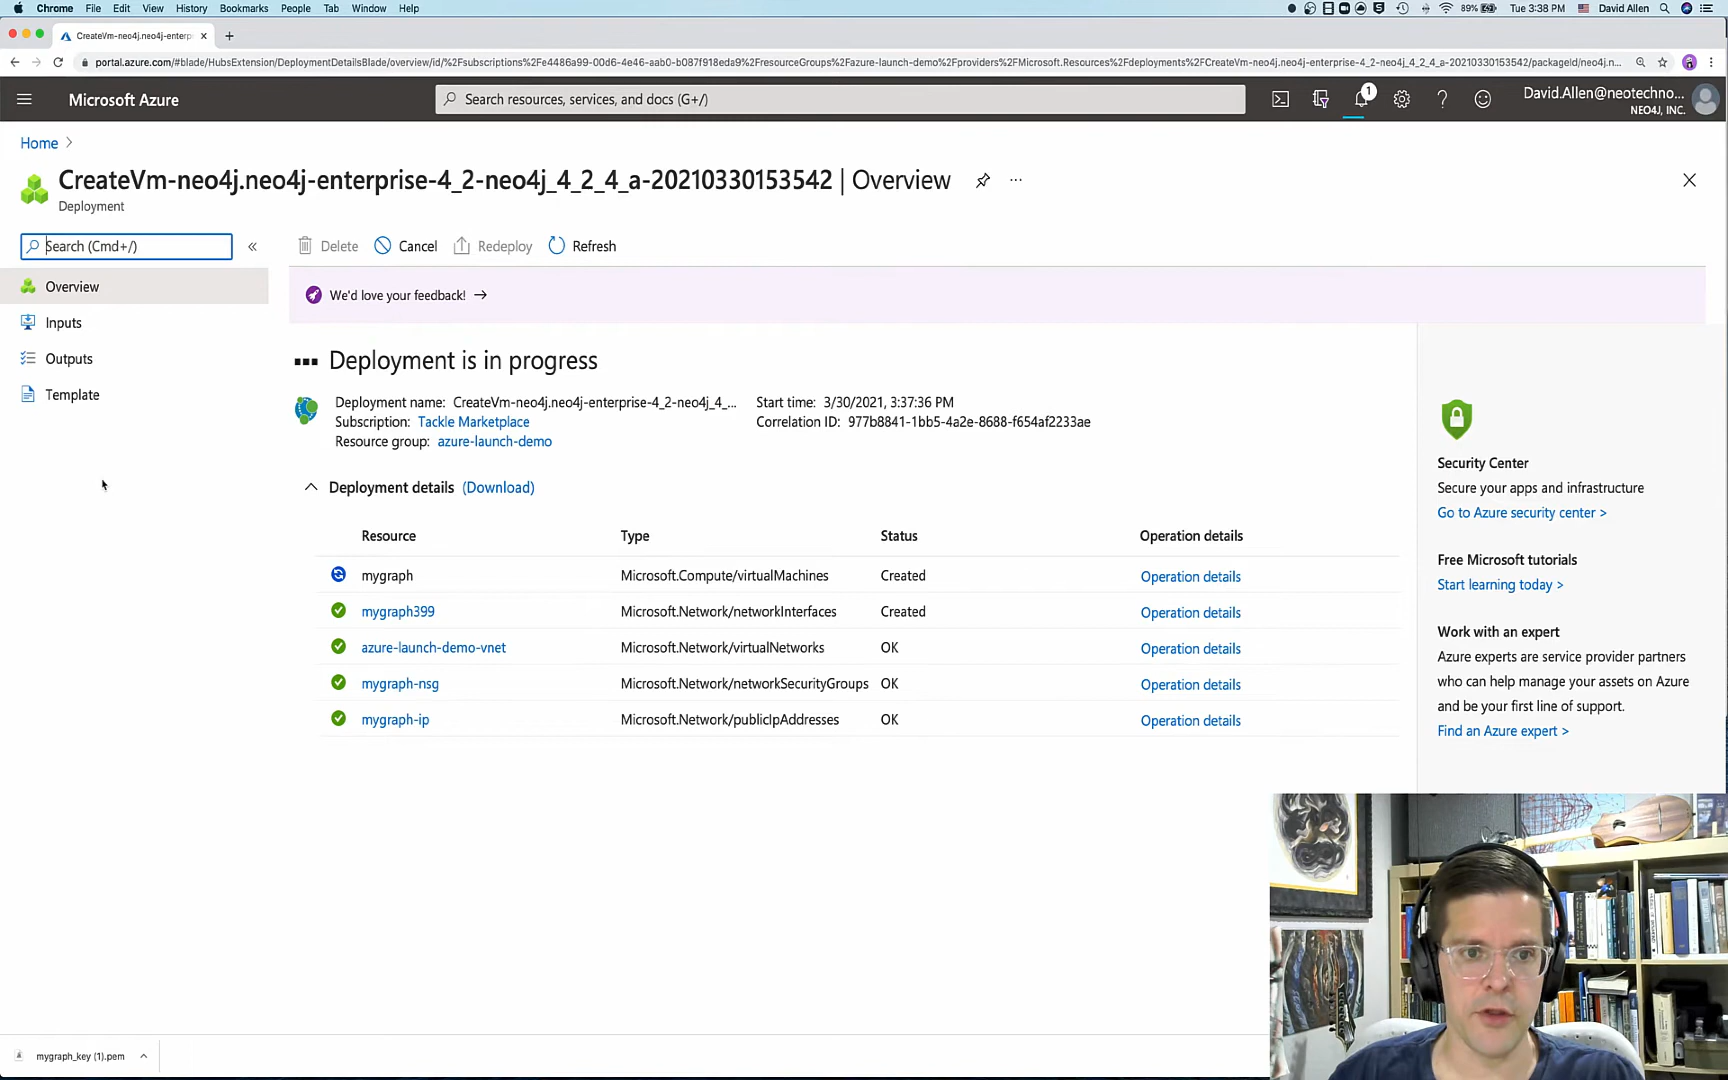 Chrome File Edit View History Bookmarks People Tab Window Help 89% Tue 3:38 PM David Allen
CreateVm-neo4j.neo4j-enterp
portal.azure.com/#blade/HubsExtension/DeploymentDetailsBlade/overview/id/%2Fsubscriptions%2Fe4486a99-00d6-4e46-aab0-b087f918eda9%2FresourceGroups%2Fazure-launch-demo%2Fproviders%2FMicrosoft.Resources%2Fdeployments%2FCreateVm-neo4j.neo4j-enterprise-4_2-neo4j_4_2_4_a-20210330153542/packageId/neo4j.n...
Microsoft Azure
Search resources, services, and docs (G+/)
1
David.Allen@neotechno...
NEO4J, INC.
Home
CreateVm-neo4j.neo4j-enterprise-4_2-neo4j_4_2_4_a-20210330153542 | Overview
Deployment
Search (Cmd+/)
Delete Cancel Redeploy Refresh
Overview
Inputs
Outputs
Template
We'd love your feedback! →
Deployment is in progress
Deployment name: CreateVm-neo4j.neo4j-enterprise-4_2-neo4j_4_... Start time: 3/30/2021, 3:37:36 PM
Subscription: Tackle Marketplace Correlation ID: 977b8841-1bb5-4a2e-8688-f654af2233ae
Resource group: azure-launch-demo
Deployment details (Download)
Resource Type Status Operation details
mygraph Microsoft.Compute/virtualMachines Created Operation details
mygraph399 Microsoft.Network/networkInterfaces Created Operation details
azure-launch-demo-vnet Microsoft.Network/virtualNetworks OK Operation details
mygraph-nsg Microsoft.Network/networkSecurityGroups OK Operation details
mygraph-ip Microsoft.Network/publicIpAddresses OK Operation details
Security Center
Secure your apps and infrastructure
Go to Azure security center >
Free Microsoft tutorials
Start learning today >
Work with an expert
Azure experts are service provider partners
who can help manage your assets on Azure
and be your first line of support.
Find an Azure expert >
mygraph_key (1).pem